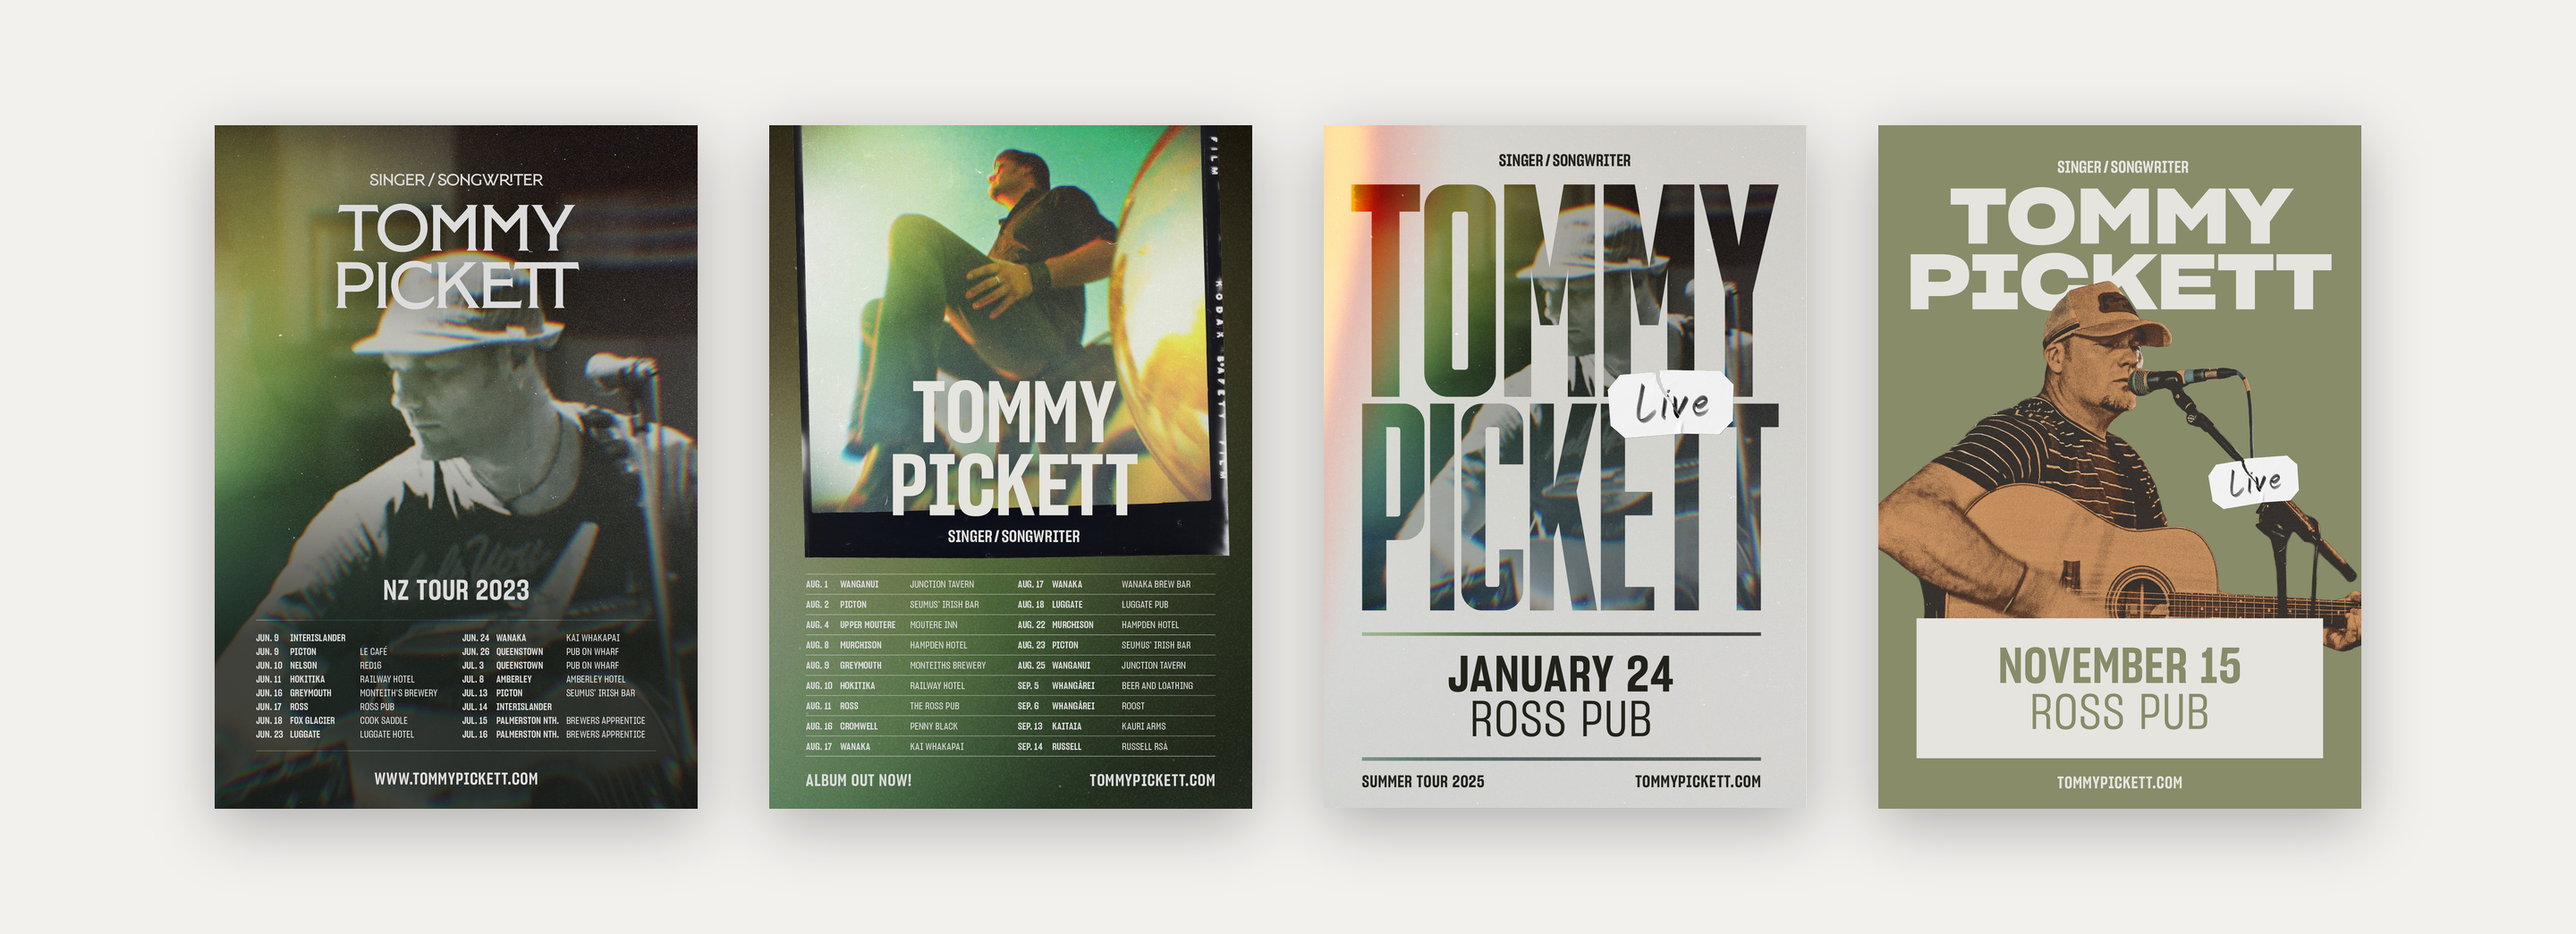 SINGER / SONGWRITER
TOMMY
PICKETT
NZ TOUR 2023
JUN. 9 INTERISLANDER
JUN. 9 PICTON LE CAFÉ
JUN. 10 NELSON RED16
JUN. 11 HOKITIKA RAILWAY HOTEL
JUN. 16 GREYMOUTH MONTEITH'S BREWERY
JUN. 17 ROSS ROSS PUB
JUN. 18 FOX GLACIER COOK SADDLE
JUN. 23 LUGGATE LUGGATE HOTEL
JUN. 24 WANAKA KAI WHAKAPAI
JUN. 26 QUEENSTOWN PUB ON WHARF
JUL. 3 QUEENSTOWN PUB ON WHARF
JUL. 8 AMBERLEY AMBERLEY HOTEL
JUL. 13 PICTON SEUMUS' IRISH BAR
JUL. 14 INTERISLANDER
JUL. 15 PALMERSTON NTH. BREWERS APPRENTICE
JUL. 16 PALMERSTON NTH. BREWERS APPRENTICE
WWW.TOMMYPICKETT.COM
FILM
TOMMY
PICKETT
SINGER / SONGWRITER
AUG. 1 WANGANUI JUNCTION TAVERN
AUG. 2 PICTON SEUMUS' IRISH BAR
AUG. 4 UPPER MOUTERE MOUTERE INN
AUG. 8 MURCHISON HAMPDEN HOTEL
AUG. 9 GREYMOUTH MONTEITHS BREWERY
AUG. 10 HOKITIKA RAILWAY HOTEL
AUG. 11 ROSS THE ROSS PUB
AUG. 16 CROMWELL PENNY BLACK
AUG. 17 WANAKA KAI WHAKAPAI
AUG. 17 WANAKA WANAKA BREW BAR
AUG. 18 LUGGATE LUGGATE PUB
AUG. 22 MURCHISON HAMPDEN HOTEL
AUG. 23 PICTON SEUMUS' IRISH BAR
AUG. 25 WANGANUI JUNCTION TAVERN
SEP. 5 WHANGĀREI BEER AND LOATHING
SEP. 6 WHANGĀREI ROOST
SEP. 13 KAITAIA KAURI ARMS
SEP. 14 RUSSELL RUSSELL RSA
ALBUM OUT NOW!
TOMMYPICKETT.COM
SINGER / SONGWRITER
TOMMY
PICKETT
Live
JANUARY 24
ROSS PUB
SUMMER TOUR 2025
TOMMYPICKETT.COM
SINGER / SONGWRITER
TOMMY
PICKETT
Live
NOVEMBER 15
ROSS PUB
TOMMYPICKETT.COM